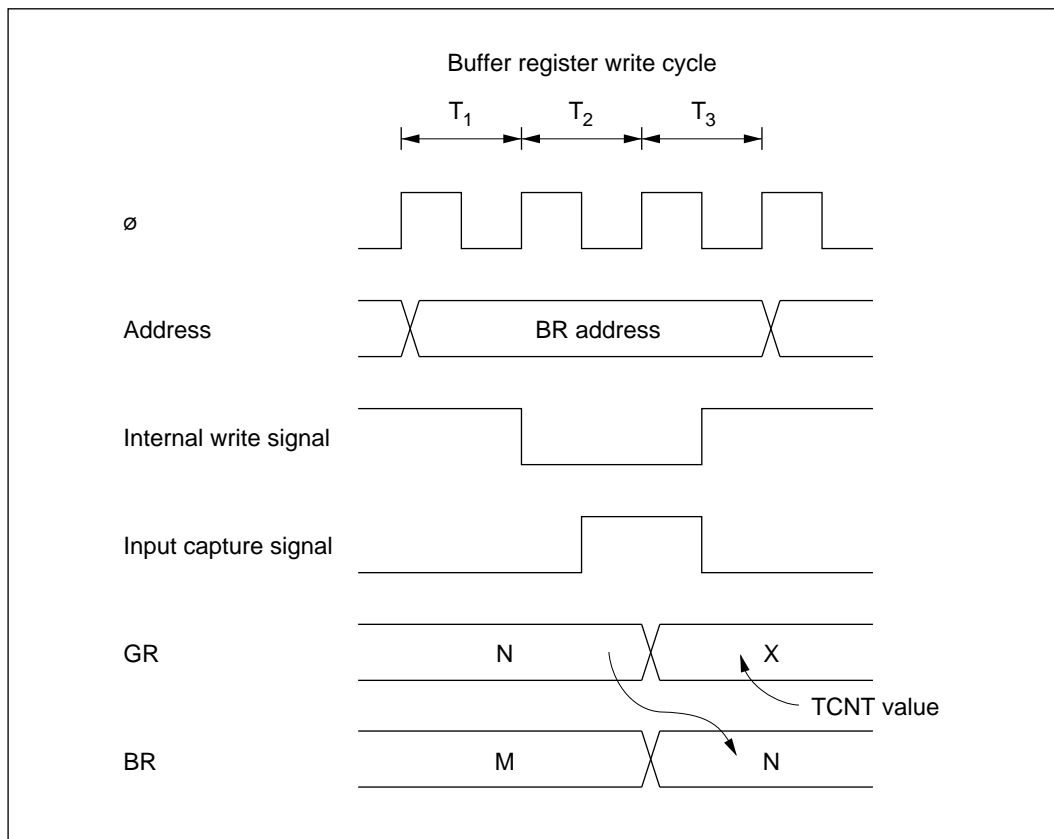 Buffer register write cycle
T1 T2 T3
ø
Address BR address
Internal write signal
Input capture signal
GR N X
TCNT value
BR M N